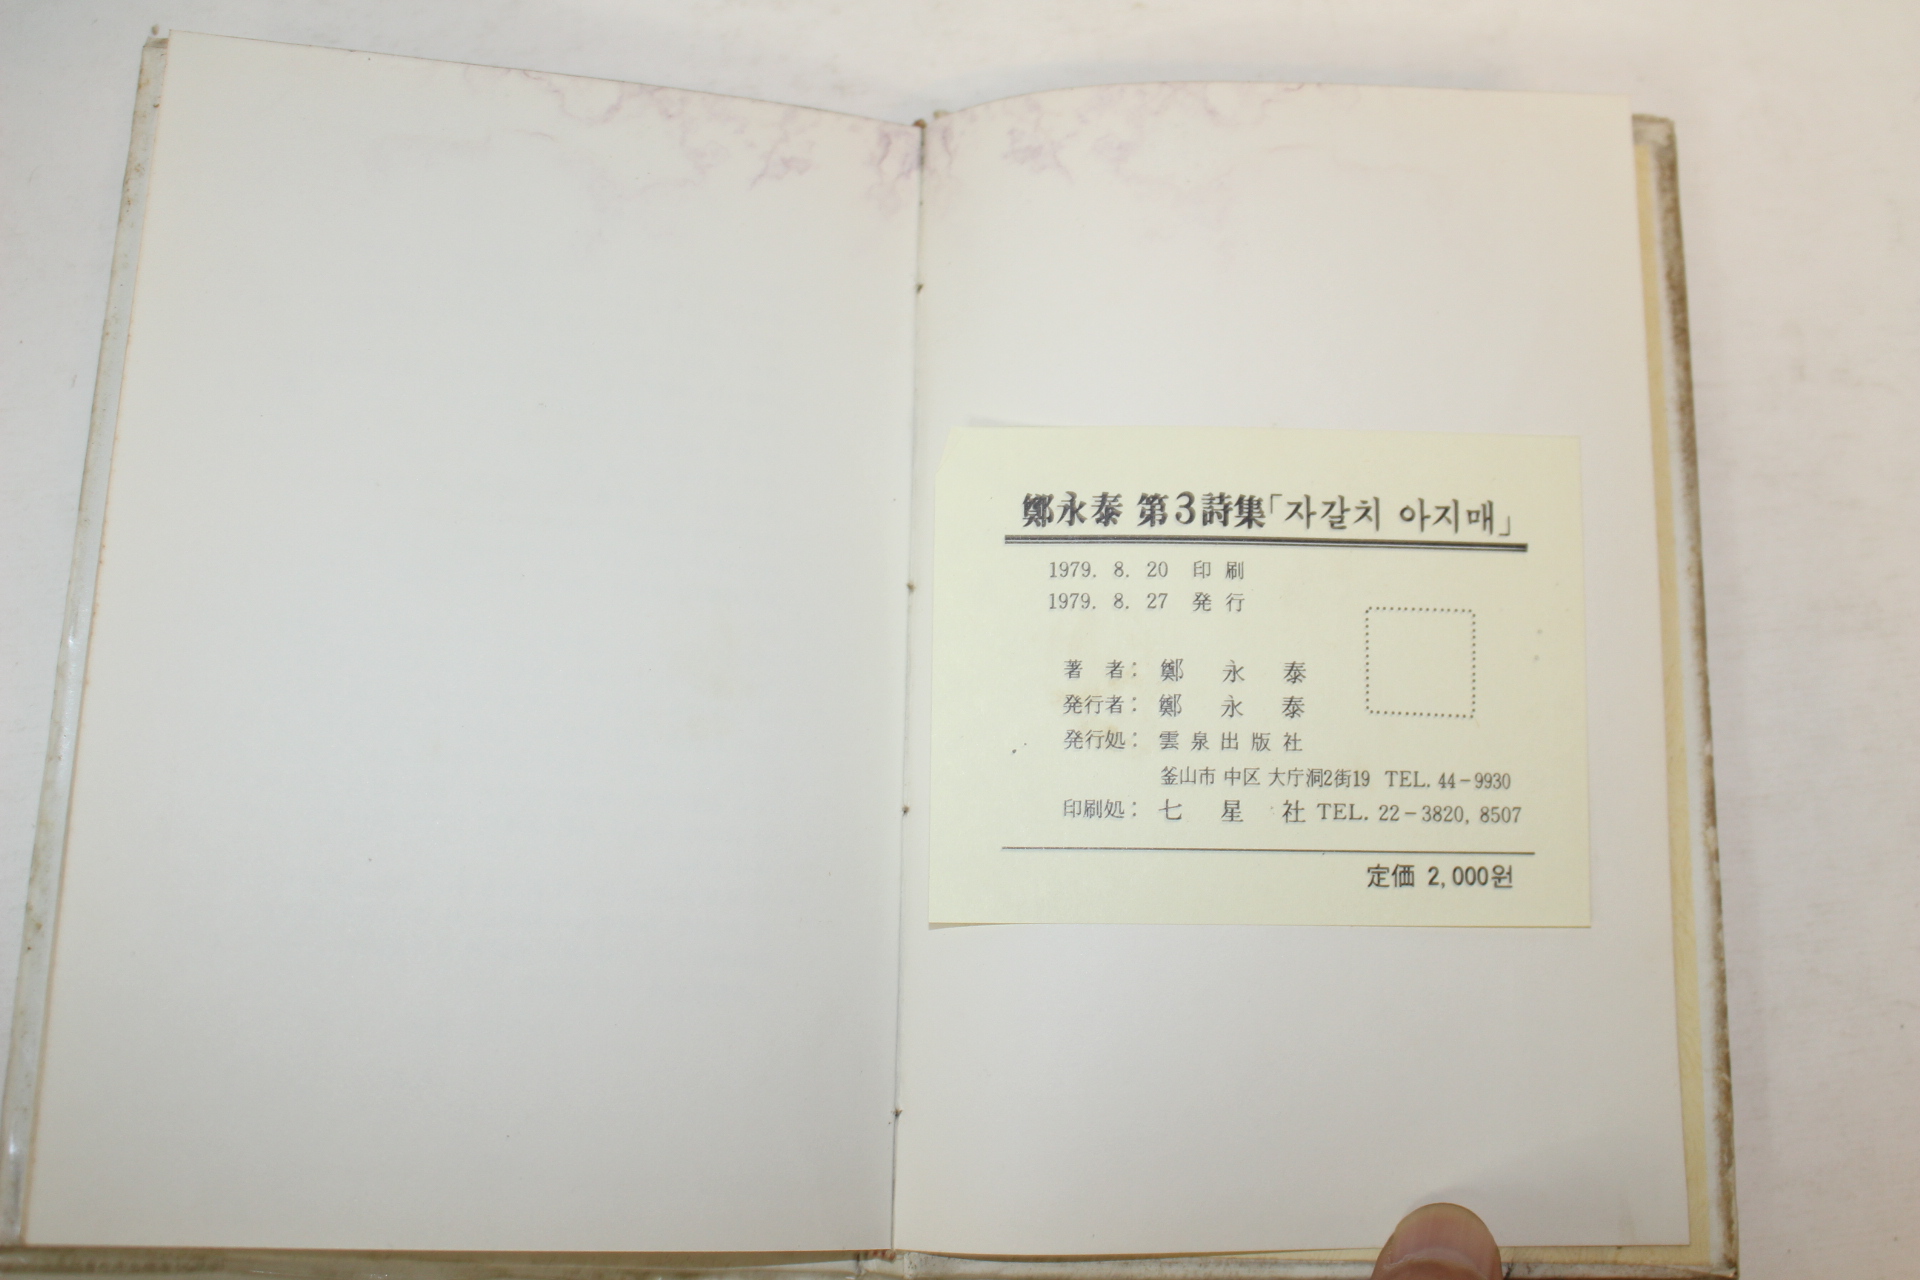 鄭永泰 第3詩集「자갈치 아지매」
1979. 8. 20 印 刷
1979. 8. 27 発 行
著 者: 鄭 永 泰
発行者: 鄭 永 泰
発行処: 雲 泉 出 版 社
釜山市 中区 大庁洞2街19 TEL. 44-9930
印刷処: 七 星 社 TEL. 22-3820, 8507
定価 2,000원